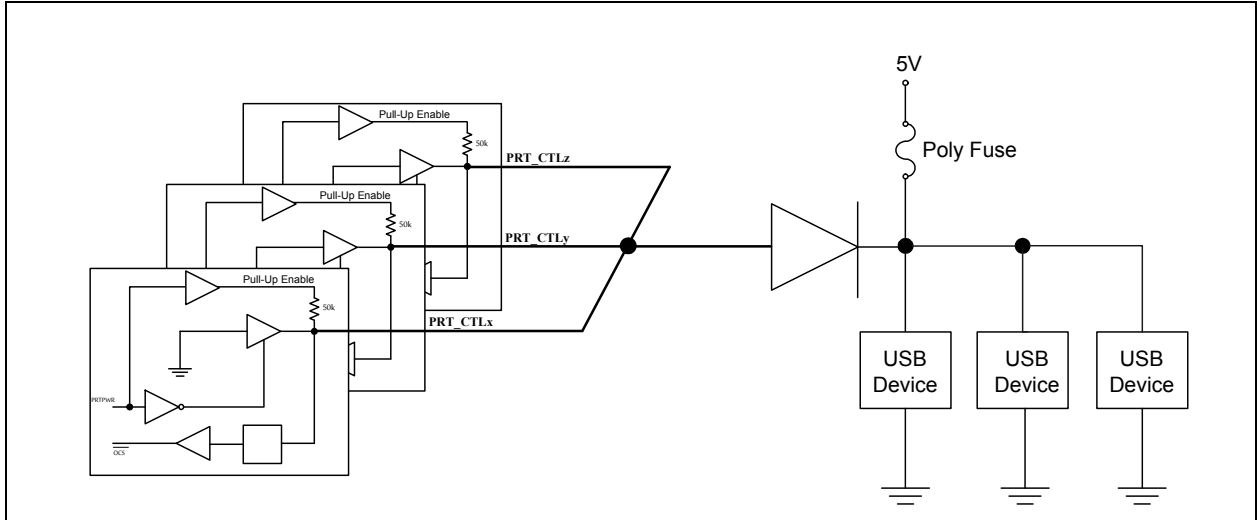 5V
Poly Fuse
Pull-Up Enable
50k
PRT_CTLz
Pull-Up Enable
50k
PRT_CTLy
Pull-Up Enable
50k
PRT_CTLx
PRTPWR
OCS
USB
Device
USB
Device
USB
Device